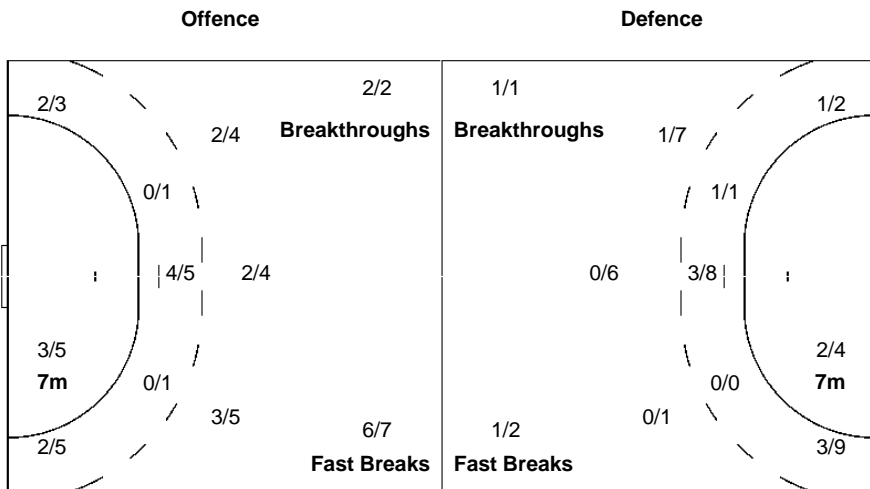 Offence Defence
2/2 1/1
2/3 1/2
2/4 Breakthroughs Breakthroughs 1/7
0/1 1/1
4/5 2/4 0/6 3/8
3/5 2/4
7m 0/1 0/0 7m
3/5 0/1
6/7 1/2
2/5 3/9
Fast Breaks Fast Breaks